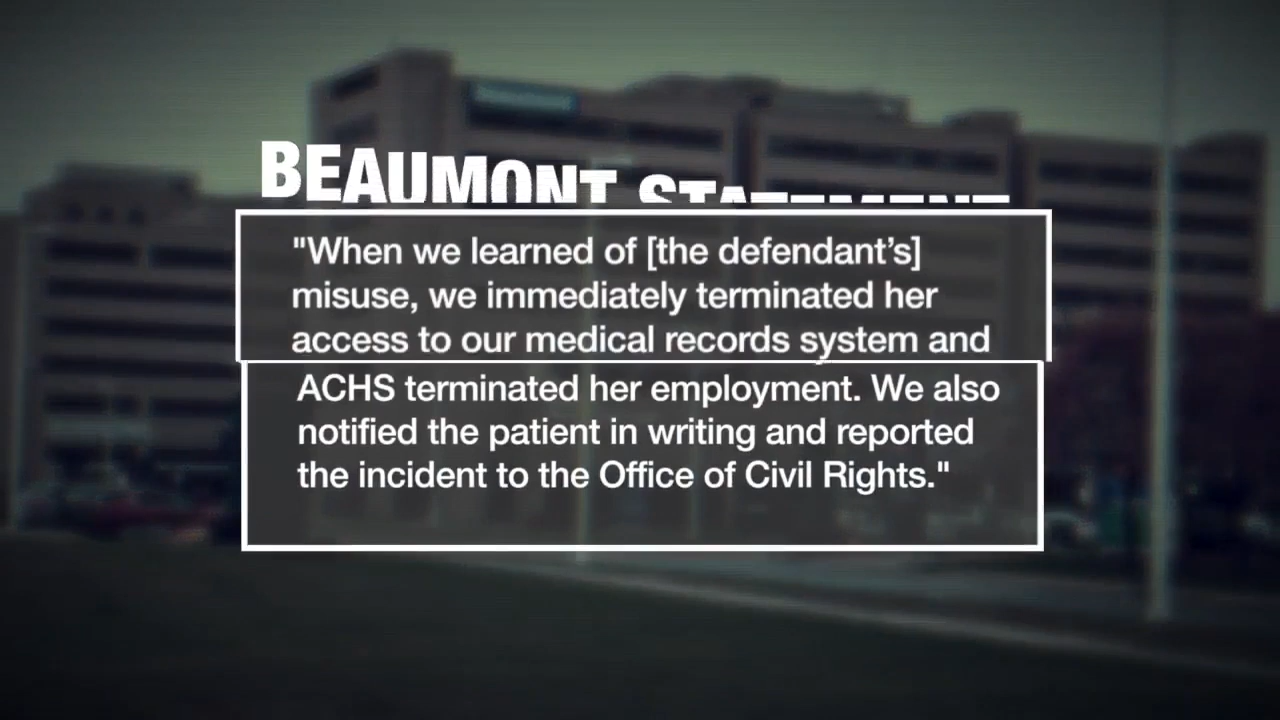 BEAUMONT STATEMENT
"When we learned of [the defendant’s]
misuse, we immediately terminated her
access to our medical records system and
ACHS terminated her employment. We also
notified the patient in writing and reported
the incident to the Office of Civil Rights."